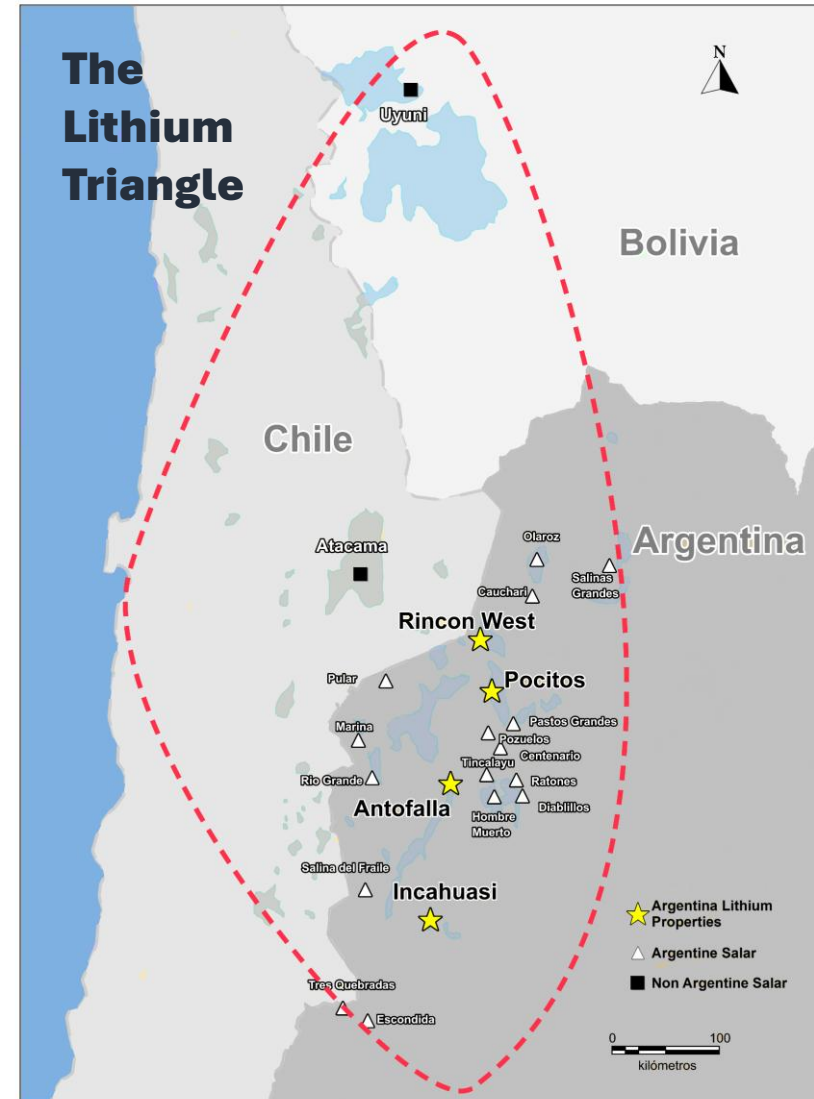 The
Lithium
Triangle
N
Uyuni
Bolivia
Chile
Argentina
Atacama
Olaroz
Salinas
Grandes
Cauchari
Rincon West
Pular
Pocitos
Marina
Pastos Grandes
Pozuelos
Centenario
Tincalayu
Rio Grande
Ratones
Antofalla
Diablillos
Hombre
Muerto
Salina del Fraile
Incahuasi
Argentina Lithium
Properties
Argentine Salar
Non Argentine Salar
Tres Quebradas
Escondida
0 100
kilómetros